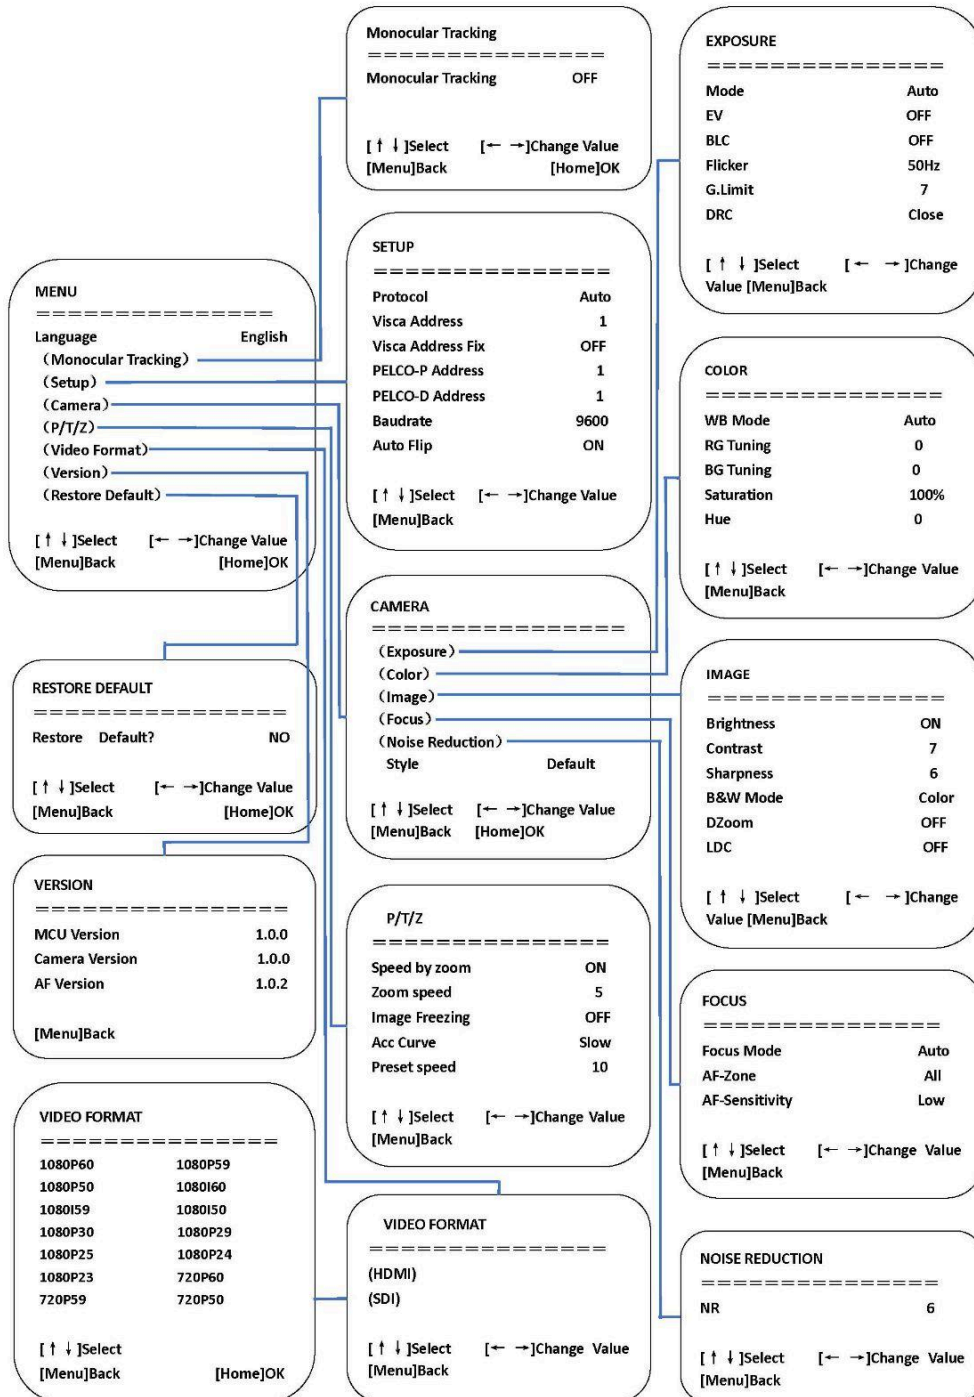 MENU
===============
Language English
(Monocular Tracking)
(Setup)
(Camera)
(P/T/Z)
(Video Format)
(Version)
(Restore Default)
[↑ ↓]Select [← →]Change Value
[Menu]Back [Home]OK
RESTORE DEFAULT
===============
Restore Default? NO
[↑ ↓]Select [← →]Change Value
[Menu]Back [Home]OK
VERSION
===============
MCU Version 1.0.0
Camera Version 1.0.0
AF Version 1.0.2
[Menu]Back
VIDEO FORMAT
===============
1080P60 1080P59
1080P50 1080I60
1080I59 1080I50
1080P30 1080P29
1080P25 1080P24
1080P23 720P60
720P59 720P50
[↑ ↓]Select
[Menu]Back [Home]OK
Monocular Tracking
===============
Monocular Tracking OFF
[↑ ↓]Select [← →]Change Value
[Menu]Back [Home]OK
SETUP
===============
Protocol Auto
Visca Address 1
Visca Address Fix OFF
PELCO-P Address 1
PELCO-D Address 1
Baudrate 9600
Auto Flip ON
[↑ ↓]Select [← →]Change Value
[Menu]Back
CAMERA
================
(Exposure)
(Color)
(Image)
(Focus)
(Noise Reduction)
Style Default
[↑ ↓]Select [← →]Change Value
[Menu]Back [Home]OK
P/T/Z
===============
Speed by zoom ON
Zoom speed 5
Image Freezing OFF
Acc Curve Slow
Preset speed 10
[↑ ↓]Select [← →]Change Value
[Menu]Back
VIDEO FORMAT
===============
(HDMI)
(SDI)
[↑ ↓]Select [← →]Change Value
[Menu]Back
EXPOSURE
===============
Mode Auto
EV OFF
BLC OFF
Flicker 50Hz
G.Limit 7
DRC Close
[ ↑ ↓ ]Select [ ← → ]Change
Value [Menu]Back
COLOR
===============
WB Mode Auto
RG Tuning 0
BG Tuning 0
Saturation 100%
Hue 0
[↑ ↓]Select [← →]Change Value
[Menu]Back
IMAGE
===============
Brightness ON
Contrast 7
Sharpness 6
B&W Mode Color
DZoom OFF
LDC OFF
[ ↑ ↓ ]Select [ ← → ]Change
Value [Menu]Back
FOCUS
===============
Focus Mode Auto
AF-Zone All
AF-Sensitivity Low
[↑ ↓]Select [← →]Change Value
[Menu]Back
NOISE REDUCTION
===============
NR 6
[↑ ↓]Select [← →]Change Value
[Menu]Back